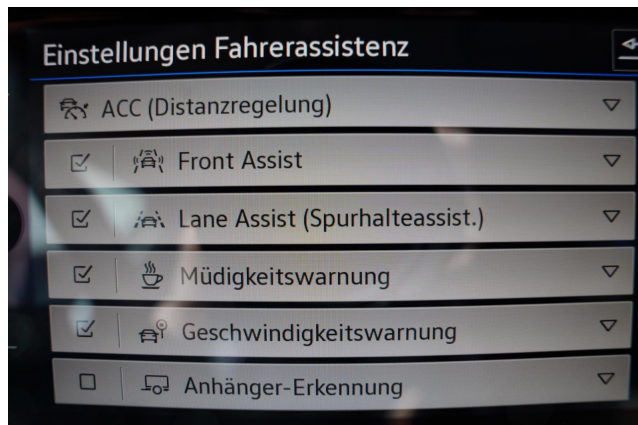 Einstellungen Fahrerassistenz
ACC (Distanzregelung)
Front Assist
Lane Assist (Spurhalteassist.)
Müdigkeitswarnung
Geschwindigkeitswarnung
Anhänger-Erkennung